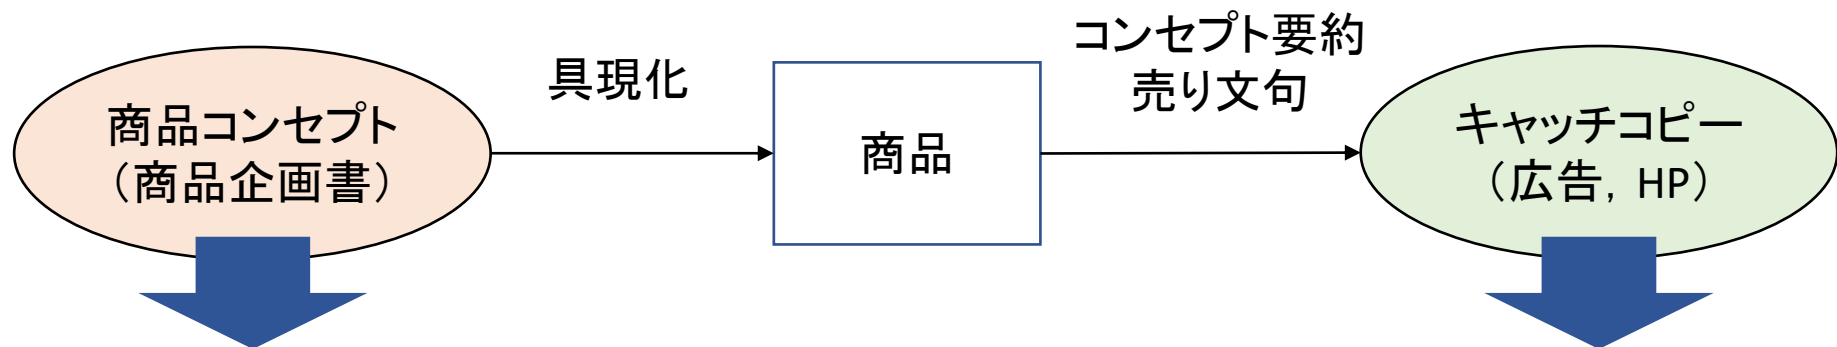 商品コンセプト
（商品企画書）
具現化
商品
コンセプト要約
売り文句
キャッチコピー
（広告，HP）